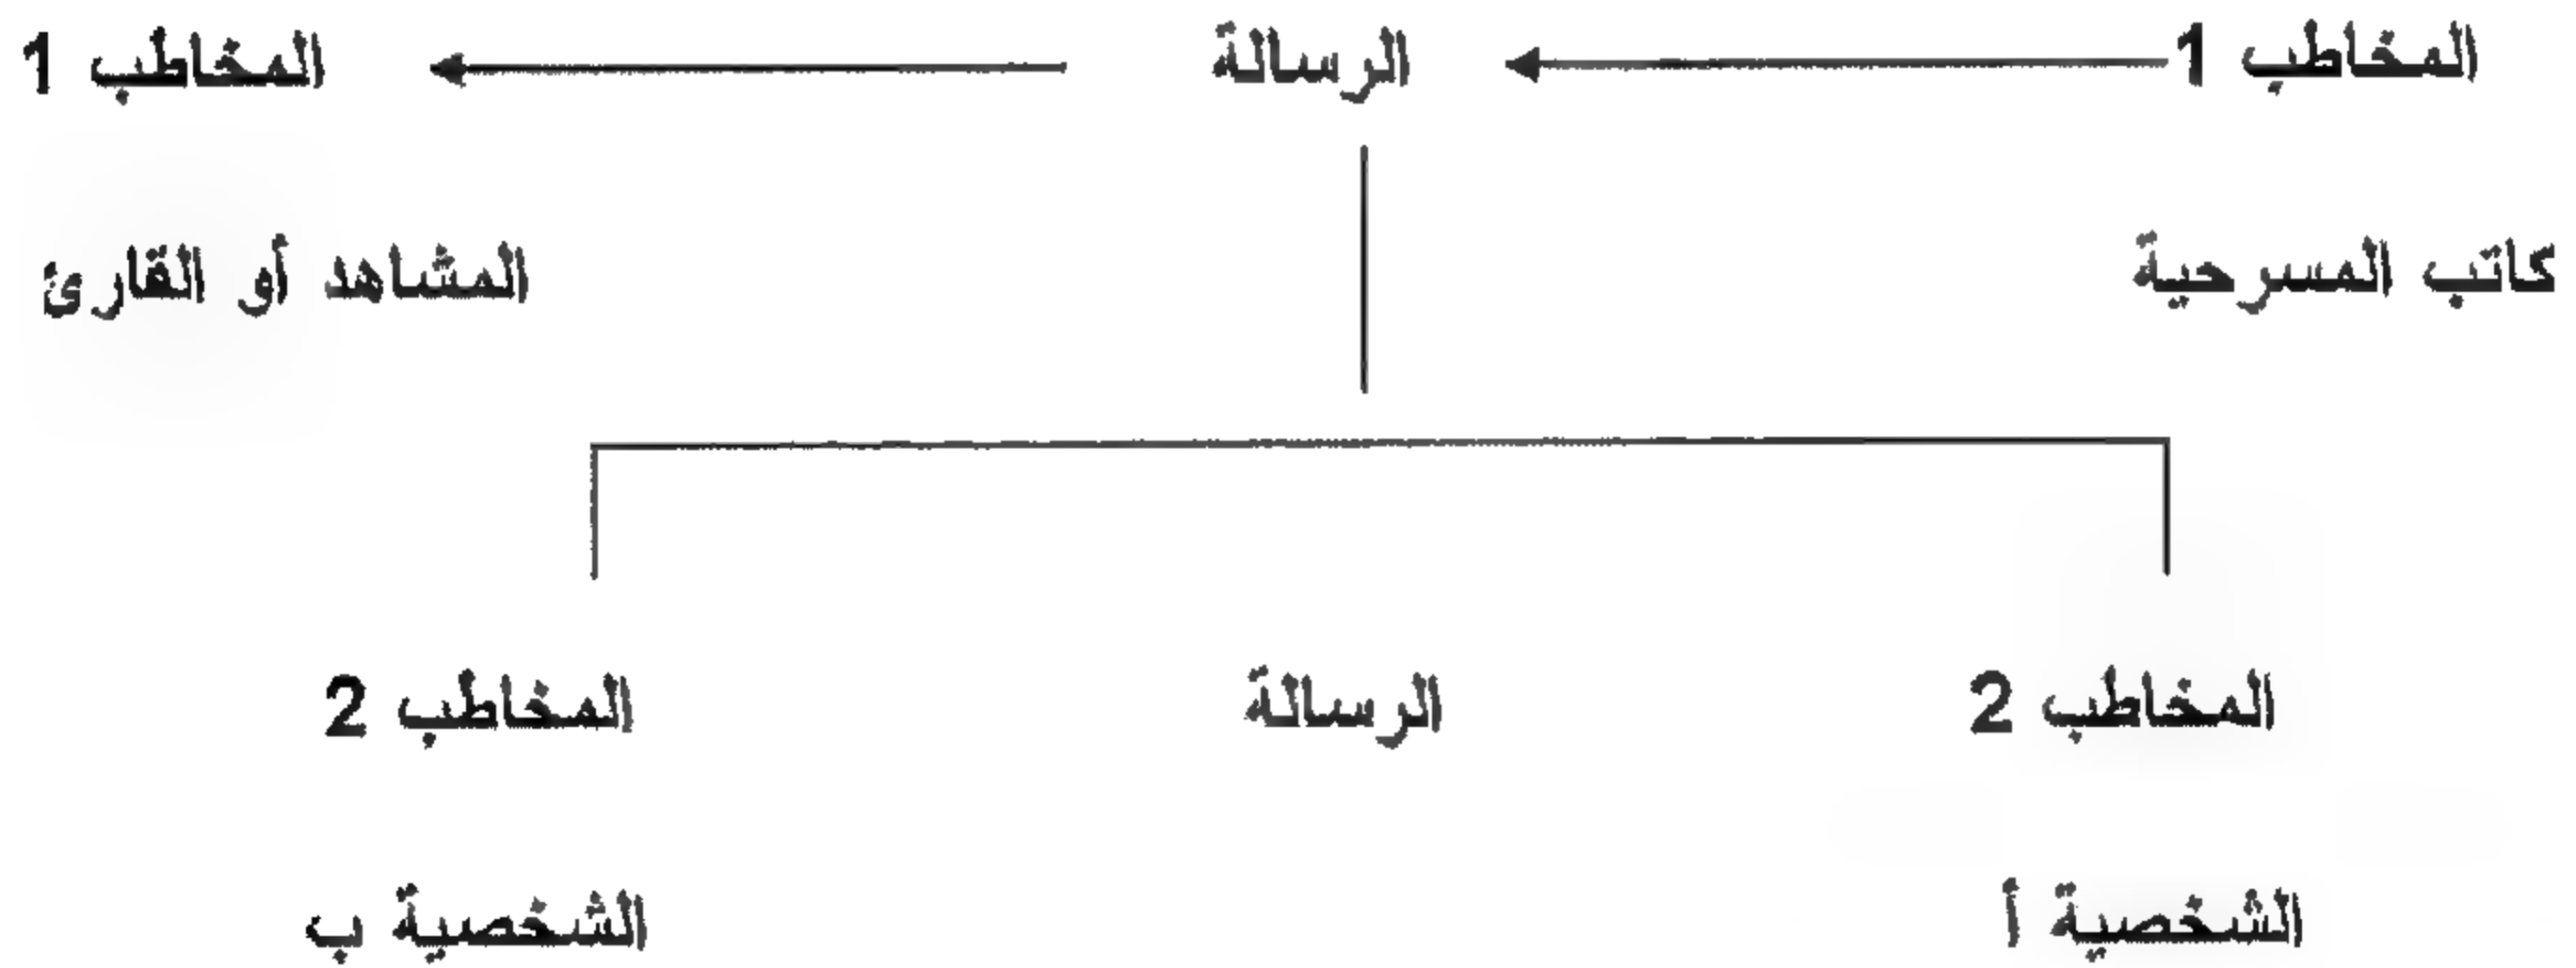 المخاطب 1 الرسالة المخاطب 1
كاتب المسرحية المشاهد أو القارئ
المخاطب 2 الرسالة المخاطب 2
الشخصية أ الشخصية ب